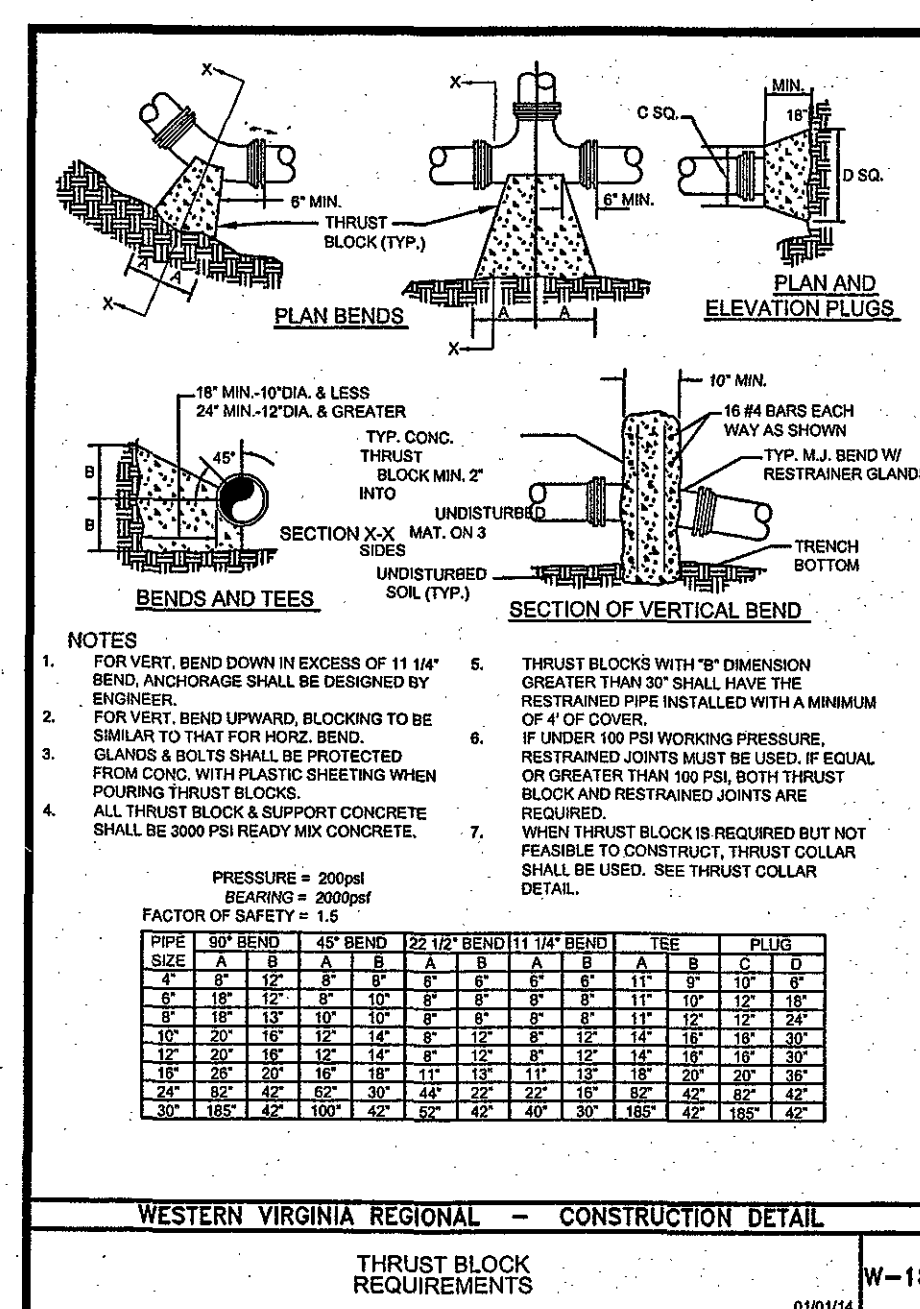 X
X
MIN.
C SQ.
18"
D SQ.
6" MIN.
6" MIN.
THRUST
BLOCK (TYP.)
A A
A A
X
X
PLAN BENDS
PLAN AND
ELEVATION PLUGS
18" MIN.-10"DIA. & LESS
24" MIN.-12"DIA. & GREATER
45°
B
B
SECTION X-X
BENDS AND TEES
10" MIN.
16 #4 BARS EACH
WAY AS SHOWN
TYP. M.J. BEND W/
RESTRAINER GLANDS
TYP. CONC.
THRUST
BLOCK MIN. 2"
INTO
UNDISTURBED
MAT. ON 3
SIDES
UNDISTURBED
SOIL (TYP.)
TRENCH
BOTTOM
SECTION OF VERTICAL BEND
NOTES
1. FOR VERT. BEND DOWN IN EXCESS OF 11 1/4°
BEND, ANCHORAGE SHALL BE DESIGNED BY
ENGINEER.
2. FOR VERT. BEND UPWARD, BLOCKING TO BE
SIMILAR TO THAT FOR HORZ. BEND.
3. GLANDS & BOLTS SHALL BE PROTECTED
FROM CONC. WITH PLASTIC SHEETING WHEN
POURING THRUST BLOCKS.
4. ALL THRUST BLOCK & SUPPORT CONCRETE
SHALL BE 3000 PSI READY MIX CONCRETE.
5. THRUST BLOCKS WITH "B" DIMENSION
GREATER THAN 30" SHALL HAVE THE
RESTRAINED PIPE INSTALLED WITH A MINIMUM
OF 4' OF COVER.
6. IF UNDER 100 PSI WORKING PRESSURE,
RESTRAINED JOINTS MUST BE USED. IF EQUAL
OR GREATER THAN 100 PSI, BOTH THRUST
BLOCK AND RESTRAINED JOINTS ARE
REQUIRED.
7. WHEN THRUST BLOCK IS REQUIRED BUT NOT
FEASIBLE TO CONSTRUCT, THRUST COLLAR
SHALL BE USED. SEE THRUST COLLAR
DETAIL.
PRESSURE = 200psi
BEARING = 2000psf
FACTOR OF SAFETY = 1.5
PIPE 90° BEND 45° BEND 22 1/2° BEND 11 1/4° BEND TEE PLUG
SIZE A B A B A B A B A B C D
4" 8" 12" 8" 8" 6" 6" 6" 6" 11" 9" 10" 6"
6" 18" 12" 8" 10" 8" 8" 8" 8" 11" 10" 12" 18"
8" 18" 13" 10" 10" 8" 8" 8" 8" 11" 12" 12" 24"
10" 20" 16" 12" 14" 8" 12" 8" 12" 14" 16" 16" 30"
12" 20" 16" 12" 14" 8" 12" 8" 12" 14" 16" 16" 30"
16" 26" 20" 16" 18" 11" 13" 11" 13" 18" 20" 20" 36"
24" 82" 42" 62" 30" 44" 22" 22" 16" 82" 42" 82" 42"
30" 185" 42" 100" 42" 52" 42" 40" 30" 185" 42" 185" 42"
WESTERN VIRGINIA REGIONAL – CONSTRUCTION DETAIL
THRUST BLOCK
REQUIREMENTS
01/01/14